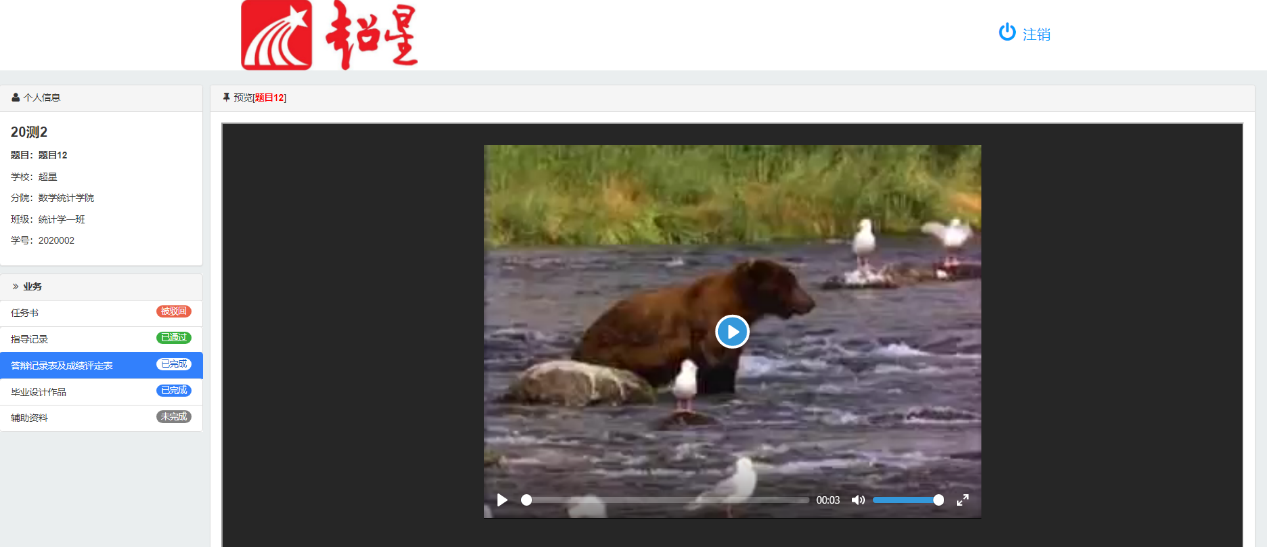 超星
注销
个人信息
预览[题目12]
20测2
题目：题目12
学校：超星
分院：数学统计学院
班级：统计学一班
学号：2020002
业务
任务书 被驳回
指导记录 已通过
答辩记录表及成绩评定表 已完成
毕业设计作品 已完成
辅助资料 未完成
00:03